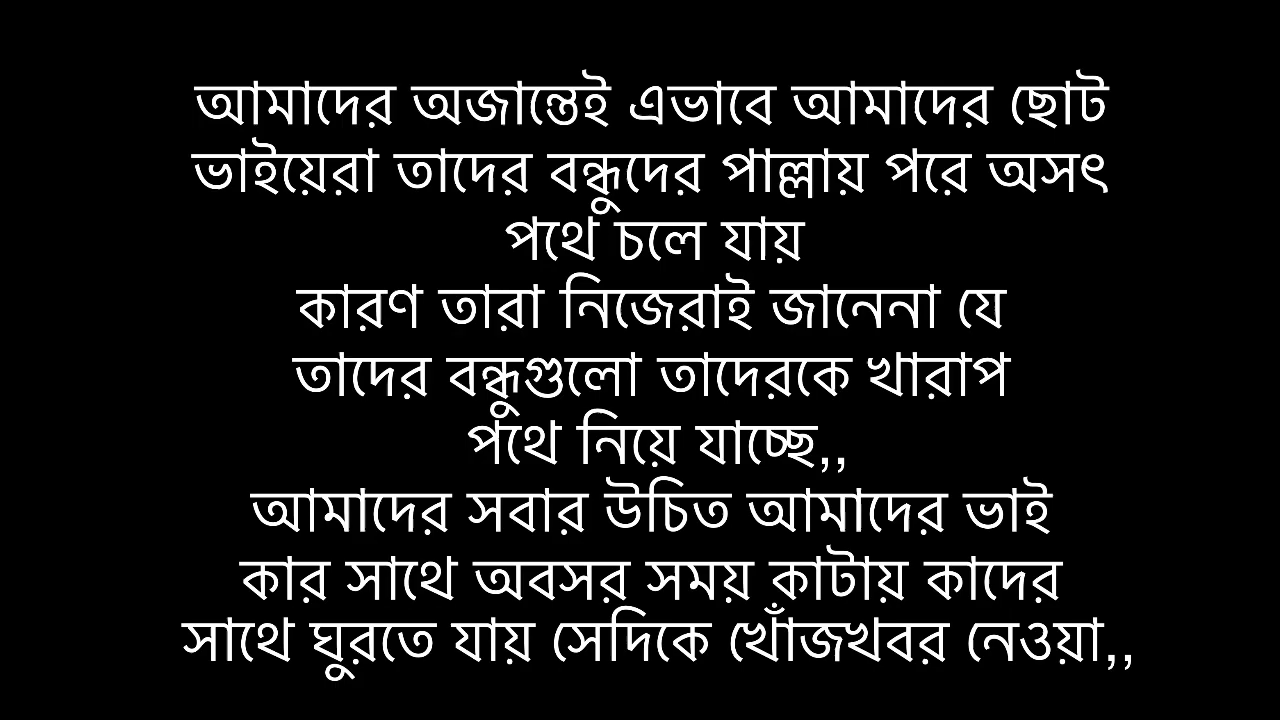 আমাদের অজান্তেই এভাবে আমাদের ছোট
ভাইয়েরা তাদের বন্ধুদের পাল্লায় পরে অসৎ
পথে চলে যায়
কারণ তারা নিজেরাই জানেনা যে
তাদের বন্ধুগুলো তাদেরকে খারাপ
পথে নিয়ে যাচ্ছে,,
আমাদের সবার উচিত আমাদের ভাই
কার সাথে অবসর সময় কাটায় কাদের
সাথে ঘুরতে যায় সেদিকে খোঁজখবর নেওয়া,,